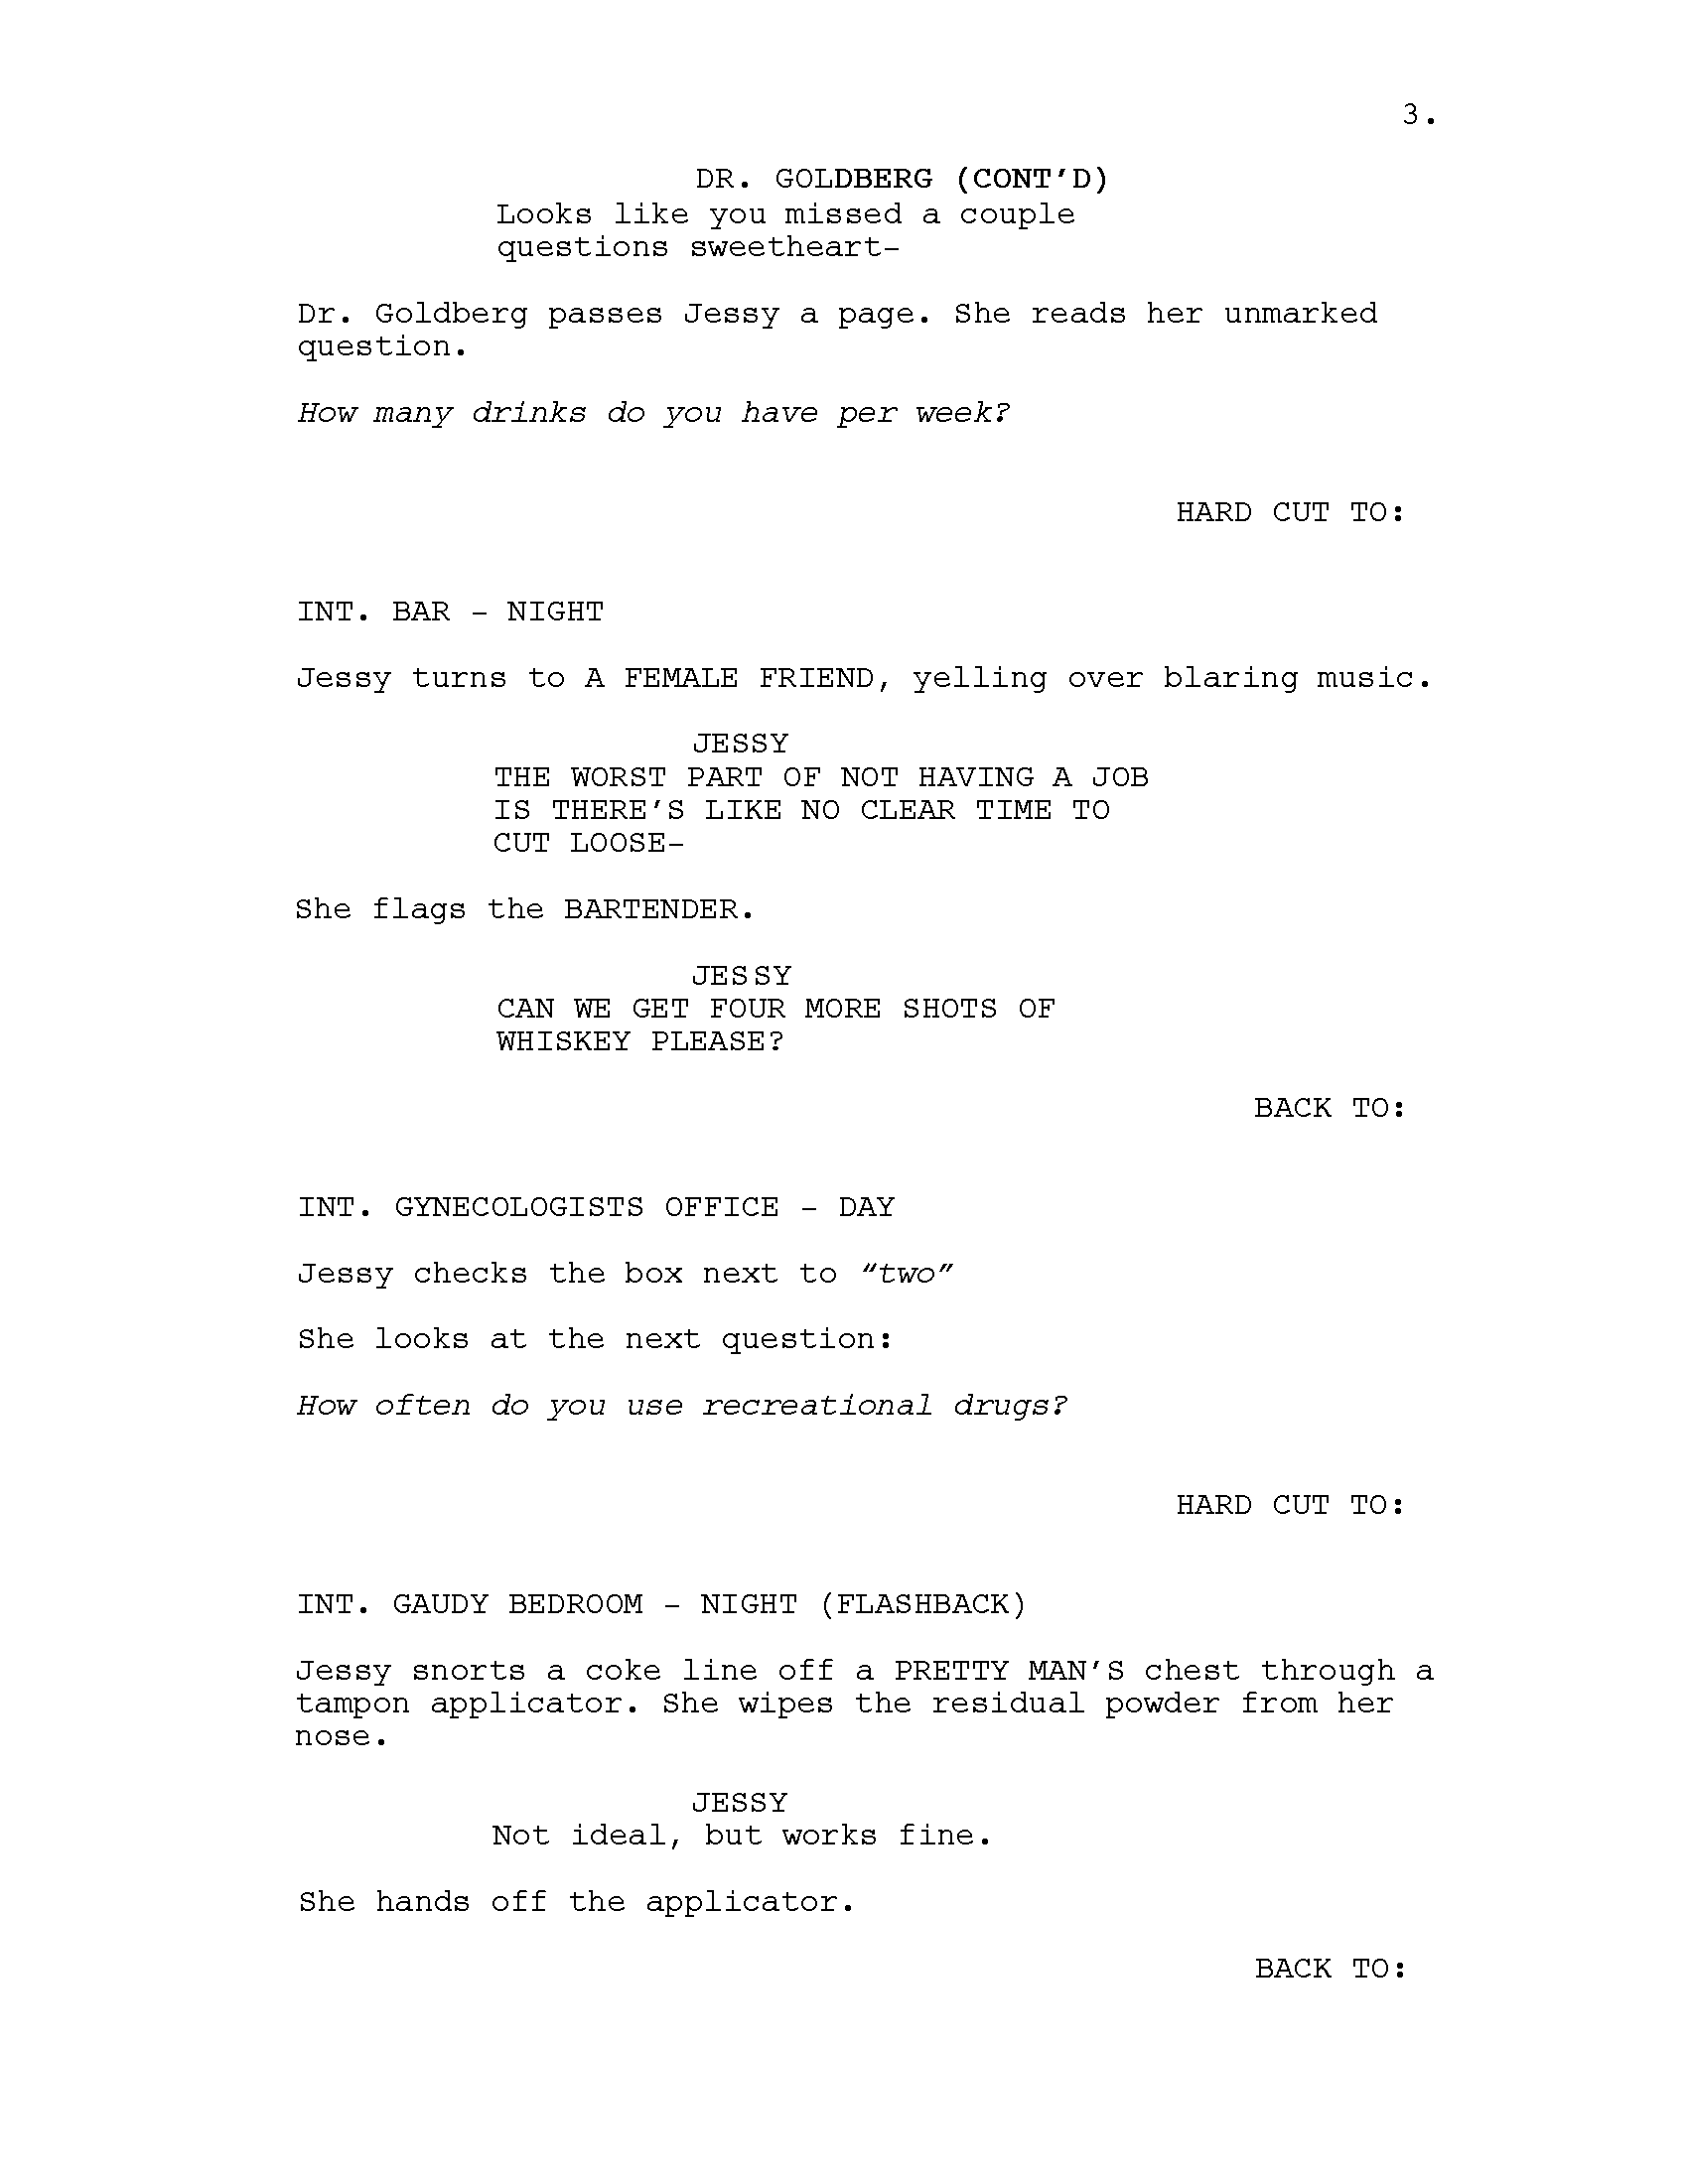 3.
DR. GOLDBERG (CONT'D)
Looks like you missed a couple
questions sweetheart-
Dr. Goldberg passes Jessy a page. She reads her unmarked
question.
How many drinks do you have per week?
HARD CUT TO:
INT. BAR - NIGHT
Jessy turns to A FEMALE FRIEND, yelling over blaring music.
JESSY
THE WORST PART OF NOT HAVING A JOB
IS THERE'S LIKE NO CLEAR TIME TO
CUT LOOSE-
She flags the BARTENDER.
JESSY
CAN WE GET FOUR MORE SHOTS OF
WHISKEY PLEASE?
BACK TO:
INT. GYNECOLOGISTS OFFICE - DAY
Jessy checks the box next to "two"
She looks at the next question:
How often do you use recreational drugs?
HARD CUT TO:
INT. GAUDY BEDROOM - NIGHT (FLASHBACK)
Jessy snorts a coke line off a PRETTY MAN'S chest through a
tampon applicator. She wipes the residual powder from her
nose.
JESSY
Not ideal, but works fine.
She hands off the applicator.
BACK TO: